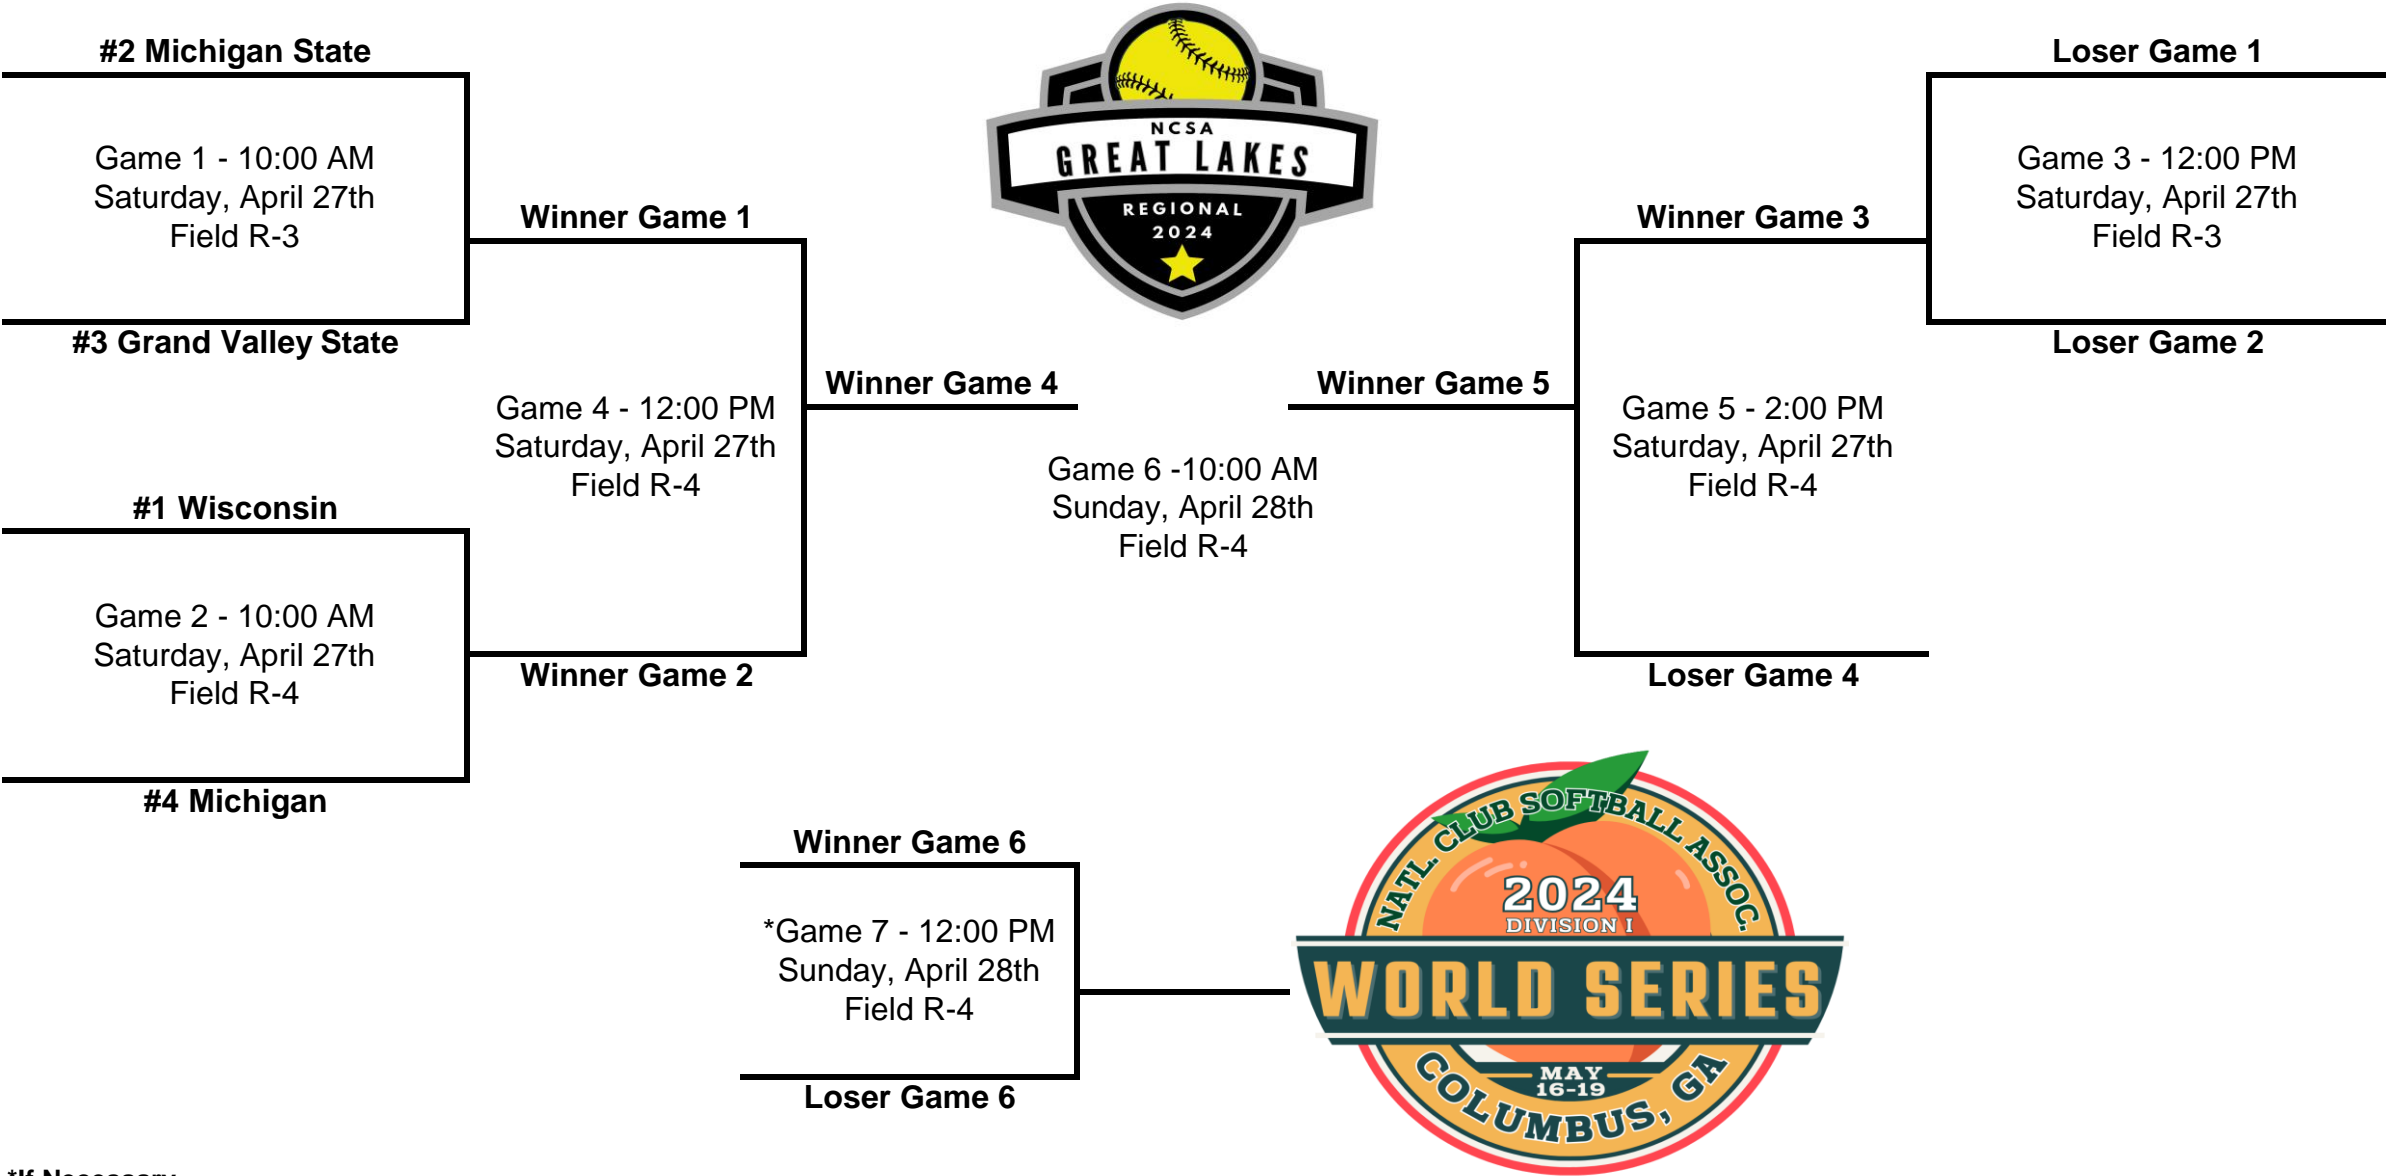 #2 Michigan State
Game 1 - 10:00 AM
Saturday, April 27th
Field R-3
#3 Grand Valley State
Winner Game 1
Game 4 - 12:00 PM
Saturday, April 27th
Field R-4
Winner Game 2
#1 Wisconsin
Game 2 - 10:00 AM
Saturday, April 27th
Field R-4
#4 Michigan
Winner Game 4
NCSA
GREAT LAKES
REGIONAL
2024
Game 6 -10:00 AM
Sunday, April 28th
Field R-4
Winner Game 5
Winner Game 3
Game 5 - 2:00 PM
Saturday, April 27th
Field R-4
Loser Game 4
Loser Game 1
Game 3 - 12:00 PM
Saturday, April 27th
Field R-3
Loser Game 2
Winner Game 6
*Game 7 - 12:00 PM
Sunday, April 28th
Field R-4
Loser Game 6
NATL. CLUB SOFTBALL ASSOC.
2024
DIVISION I
WORLD SERIES
MAY
16-19
COLUMBUS, GA
*If Necessary